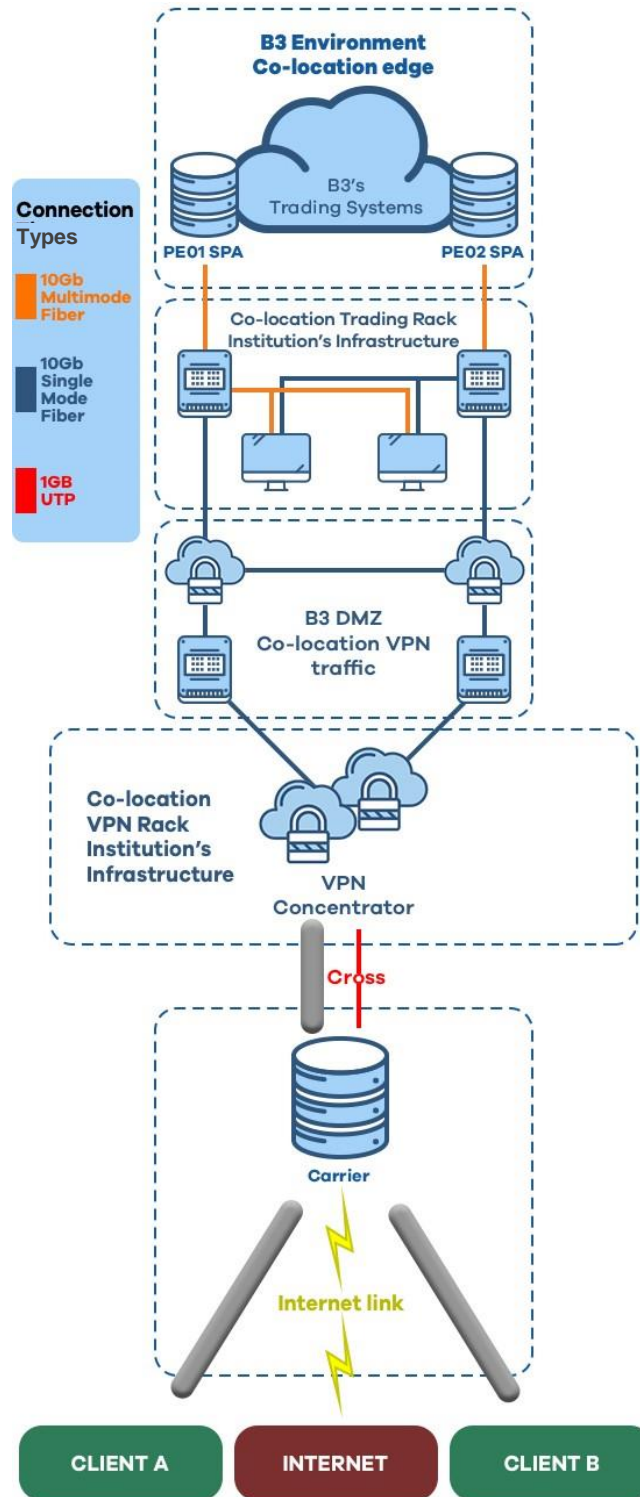 B3 Environment
Co-location edge
B3's
Trading Systems
PE01 SPA
PE02 SPA
Connection
Types
10Gb
Multimode
Fiber
10Gb
Single
Mode
Fiber
1GB
UTP
Co-location Trading Rack
Institution's Infrastructure
B3 DMZ
Co-location VPN
traffic
Co-location
VPN Rack
Institution's
Infrastructure
VPN
Concentrator
Cross
Carrier
Internet link
CLIENT A
INTERNET
CLIENT B